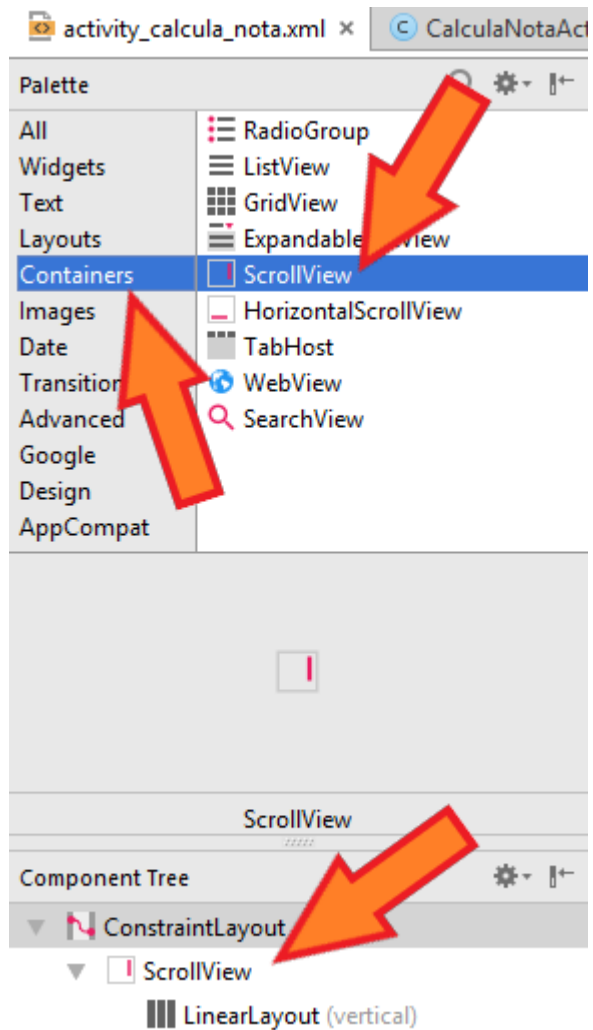 activity_calcula_nota.xml × C CalculaNotaAct
Palette
All
Widgets
Text
Layouts
Containers
Images
Date
Transition
Advanced
Google
Design
AppCompat
RadioGroup
ListView
GridView
Expandable
ScrollView
HorizontalScrollView
TabHost
WebView
SearchView
ScrollView
Component Tree
ConstraintLayout
ScrollView
LinearLayout (vertical)